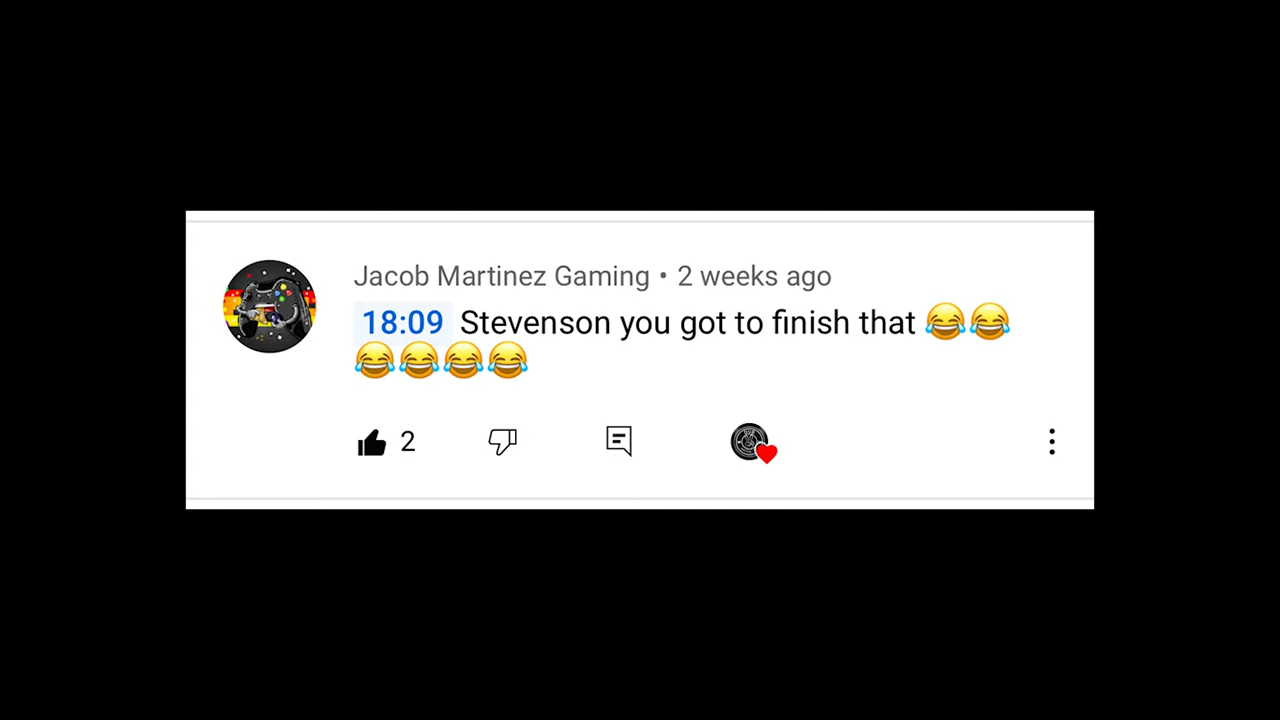 Jacob Martinez Gaming • 2 weeks ago
18:09 Stevenson you got to finish that 😂😂
😂😂😂😂
2